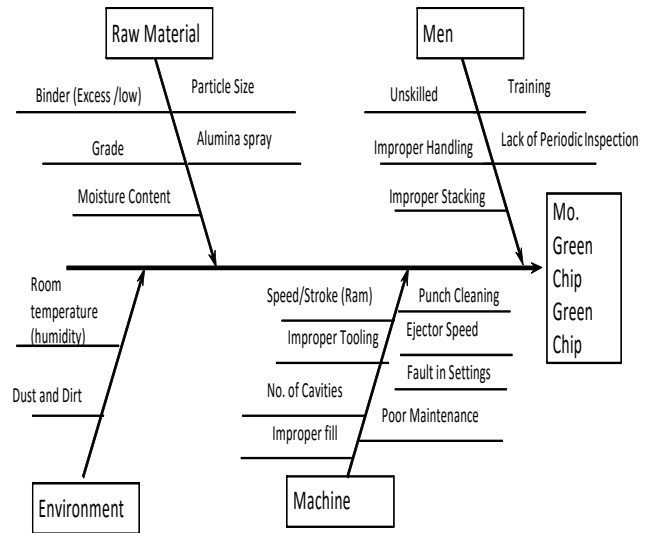 Raw Material
Men
Binder (Excess /low)
Particle Size
Unskilled
Training
Grade
Alumina spray
Improper Handling
Lack of Periodic Inspection
Moisture Content
Improper Stacking
Mo.
Green
Chip
Green
Chip
Room
temperature
(humidity)
Speed/Stroke (Ram)
Punch Cleaning
Improper Tooling
Ejector Speed
Dust and Dirt
No. of Cavities
Fault in Settings
Improper fill
Poor Maintenance
Environment
Machine